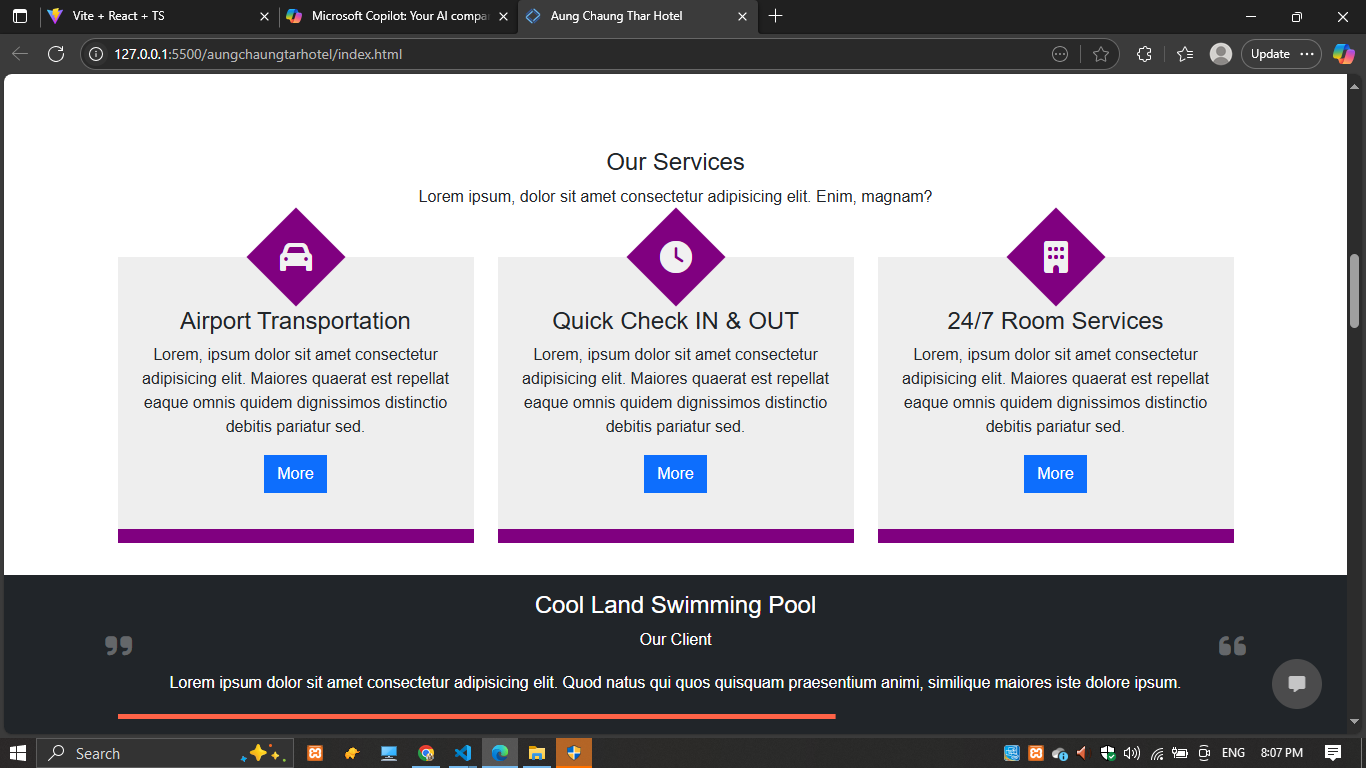 Vite + React + TS
Microsoft Copilot: Your AI compa
Aung Chaung Thar Hotel
127.0.0.1:5500/aungchaungtarhotel/index.html
Update
Our Services
Lorem ipsum, dolor sit amet consectetur adipisicing elit. Enim, magnam?
Airport Transportation
Lorem, ipsum dolor sit amet consectetur
adipisicing elit. Maiores quaerat est repellat
eaque omnis quidem dignissimos distinctio
debitis pariatur sed.
More
Quick Check IN & OUT
Lorem, ipsum dolor sit amet consectetur
adipisicing elit. Maiores quaerat est repellat
eaque omnis quidem dignissimos distinctio
debitis pariatur sed.
More
24/7 Room Services
Lorem, ipsum dolor sit amet consectetur
adipisicing elit. Maiores quaerat est repellat
eaque omnis quidem dignissimos distinctio
debitis pariatur sed.
More
Cool Land Swimming Pool
Our Client
Lorem ipsum dolor sit amet consectetur adipisicing elit. Quod natus qui quos quisquam praesentium animi, similique maiores iste dolore ipsum.
Search
ENG
8:07 PM